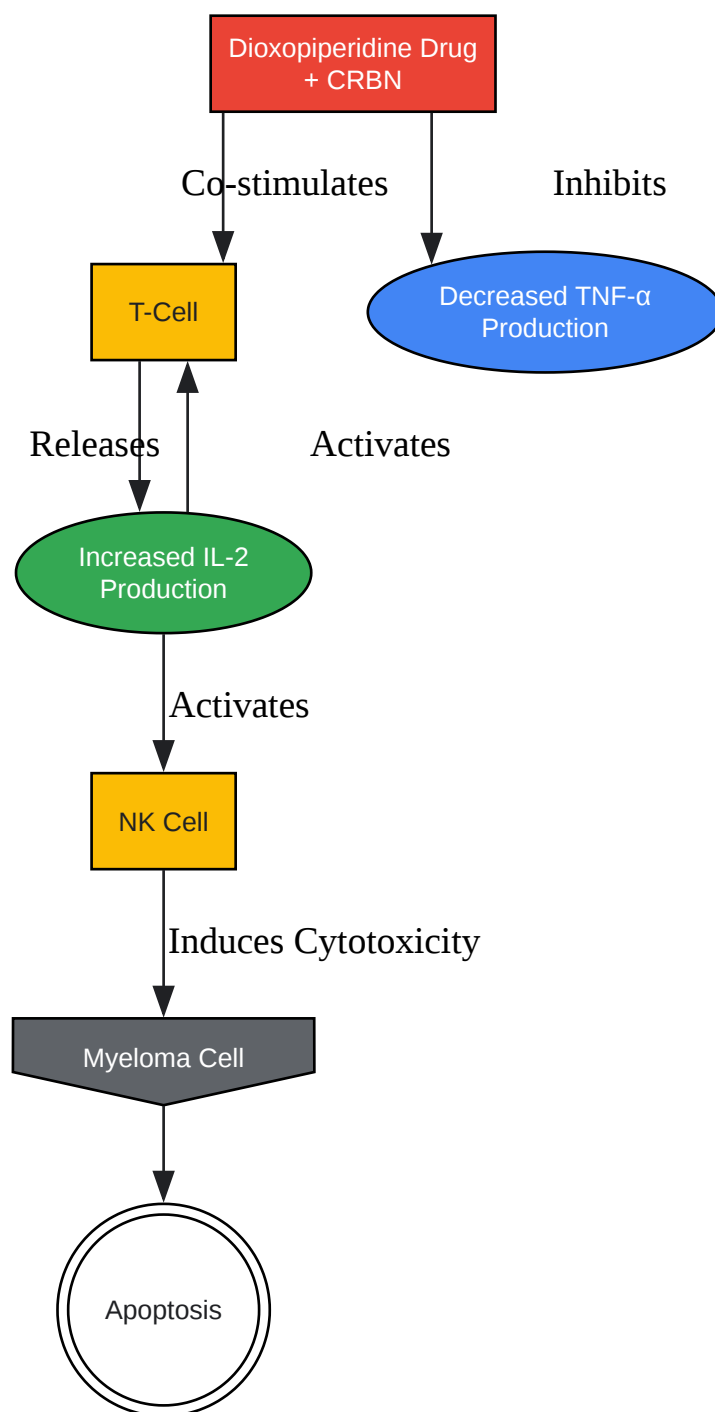 Dioxopiperidine Drug
+ CRBN
Co-stimulates
Inhibits
T-Cell
Decreased TNF-α
Production
Releases
Activates
Increased IL-2
Production
Activates
NK Cell
Induces Cytotoxicity
Myeloma Cell
Apoptosis